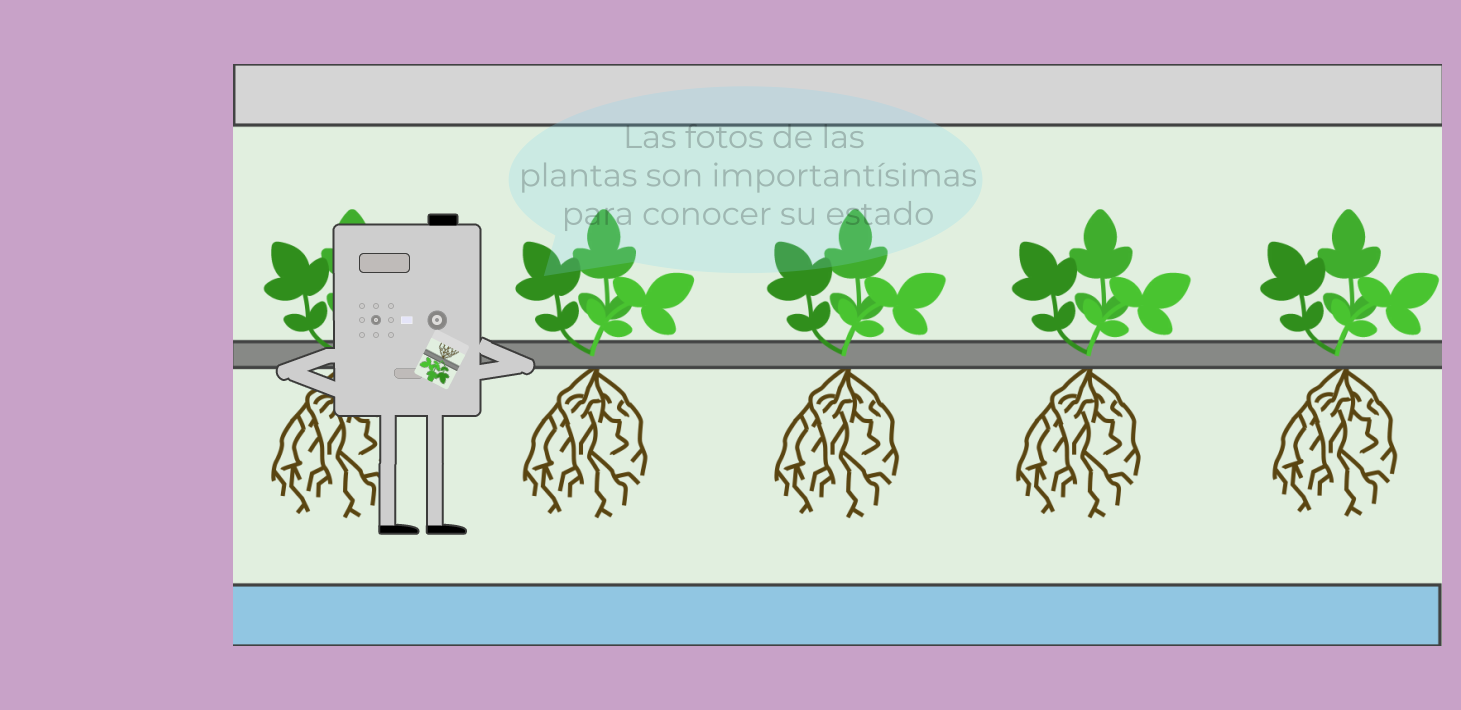 Las fotos de las
plantas son importantísimas
para conocer su estado